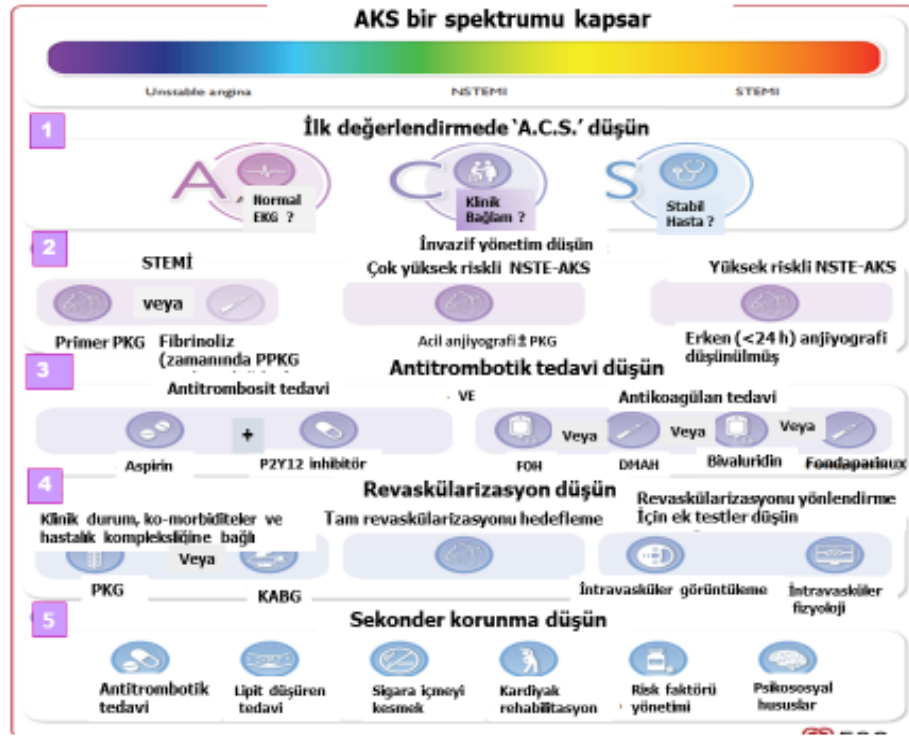 AKS bir spektrumu kapsar
Unstable angina NSTEMI STEMI
1
İlk değerlendirmede 'A.C.S.' düşün
A C S
Normal EKG ?
Klinik Bağlam ?
Stabil Hasta ?
2
İnvazif yönetim düşün
STEMİ
Çok yüksek riskli NSTE-AKS
Yüksek riskli NSTE-AKS
veya
Primer PKG
Fibrinoliz
(zamanında PPKG
Acil anjiyografi ± PKG
Erken (<24 h) anjiyografi
düşünülmüş
3
Antitrombotik tedavi düşün
Antitrombosit tedavi
VE
Antikoagülan tedavi
+
Veya Veya Veya
Aspirin
P2Y12 inhibitör
FOH
DMAH
Bivaluridin
Fondaparinux
4
Revaskülarizasyon düşün
Klinik durum, ko-morbiditeler ve
hastalık kompleksliğine bağlı
Tam revaskülarizasyonu hedefleme
Revaskülarizasyonu yönlendirme
İçin ek testler düşün
Veya
PKG
KABG
İntravasküler görüntüleme
İntravasküler
fizyoloji
5
Sekonder korunma düşün
Antitrombotik
tedavi
Lipit düşüren
tedavi
Sigara içmeyi
kesmek
Kardiyak
rehabilitasyon
Risk faktörü
yönetimi
Psikososyal
hususlar